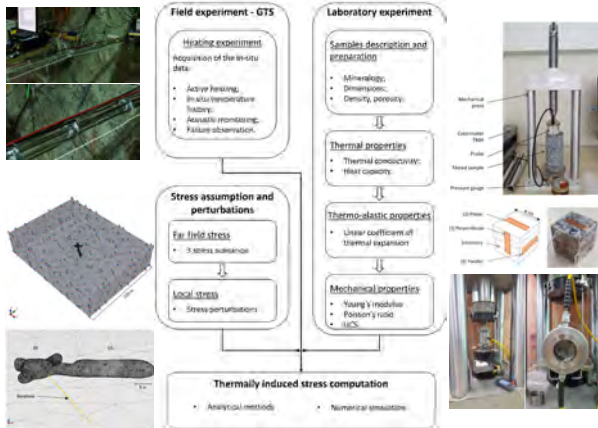 Field experiment - GTS
Heating experiment
Acquisition of the in-situ
data:
• Active heating;
• In-situ temperature
history;
• Acoustic monitoring;
• Failure observation.
Stress assumption and
perturbations
Far field stress
• 3 stress
Local stress
• Stress perturbations
Laboratory experiment
Samples description and
preparation
• Mineralogy;
• Dimensions;
• Density, porosity.
Thermal properties
• Thermal conductivity;
• Heat capacity.
Thermo-elastic properties
• Linear coefficient of
thermal expansion
Mechanical properties
• Young's modulus
• Poisson's ratio
• UCS
Thermally induced stress computation
• Analytical methods
• Numerical simulation
Mechanical
press
Probe
Tested sample
Pressure gauge